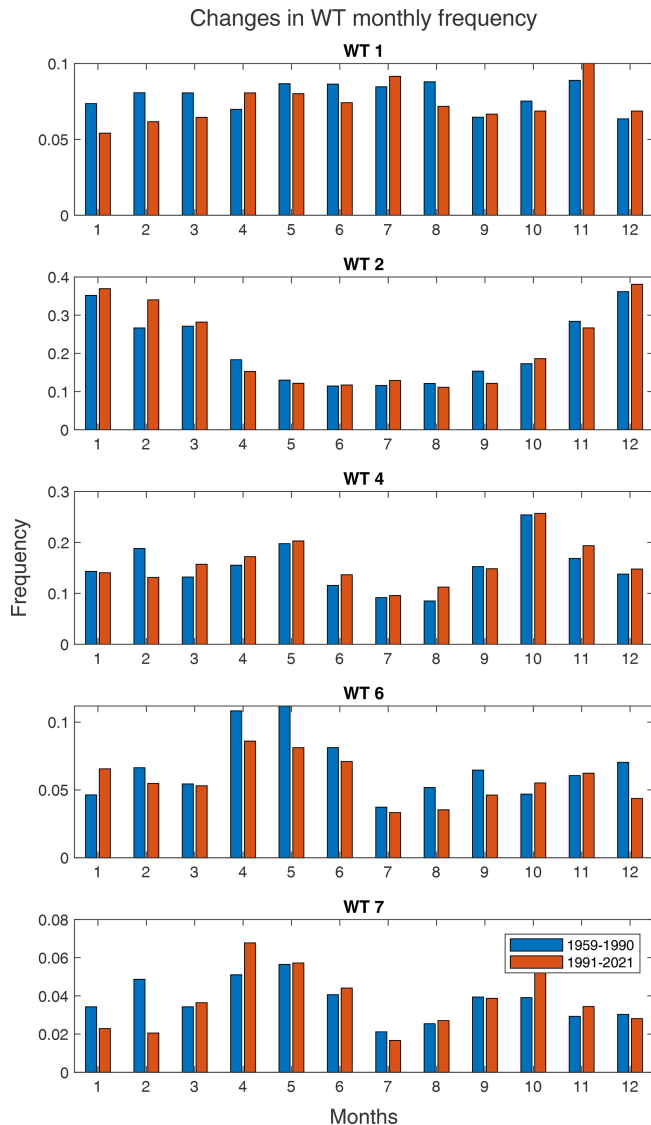 Changes in WT monthly frequency
WT 1
0.1
0.05
0
1 2 3 4 5 6 7 8 9 10 11 12
Months
WT 2
0.4
0.3
0.2
0.1
0
1 2 3 4 5 6 7 8 9 10 11 12
Months
WT 4
Frequency
0.3
0.2
0.1
0
1 2 3 4 5 6 7 8 9 10 11 12
Months
WT 6
0.1
0.05
0
1 2 3 4 5 6 7 8 9 10 11 12
Months
WT 7
0.08
0.06
0.04
0.02
0
1959-1990
1991-2021
1 2 3 4 5 6 7 8 9 10 11 12
Months